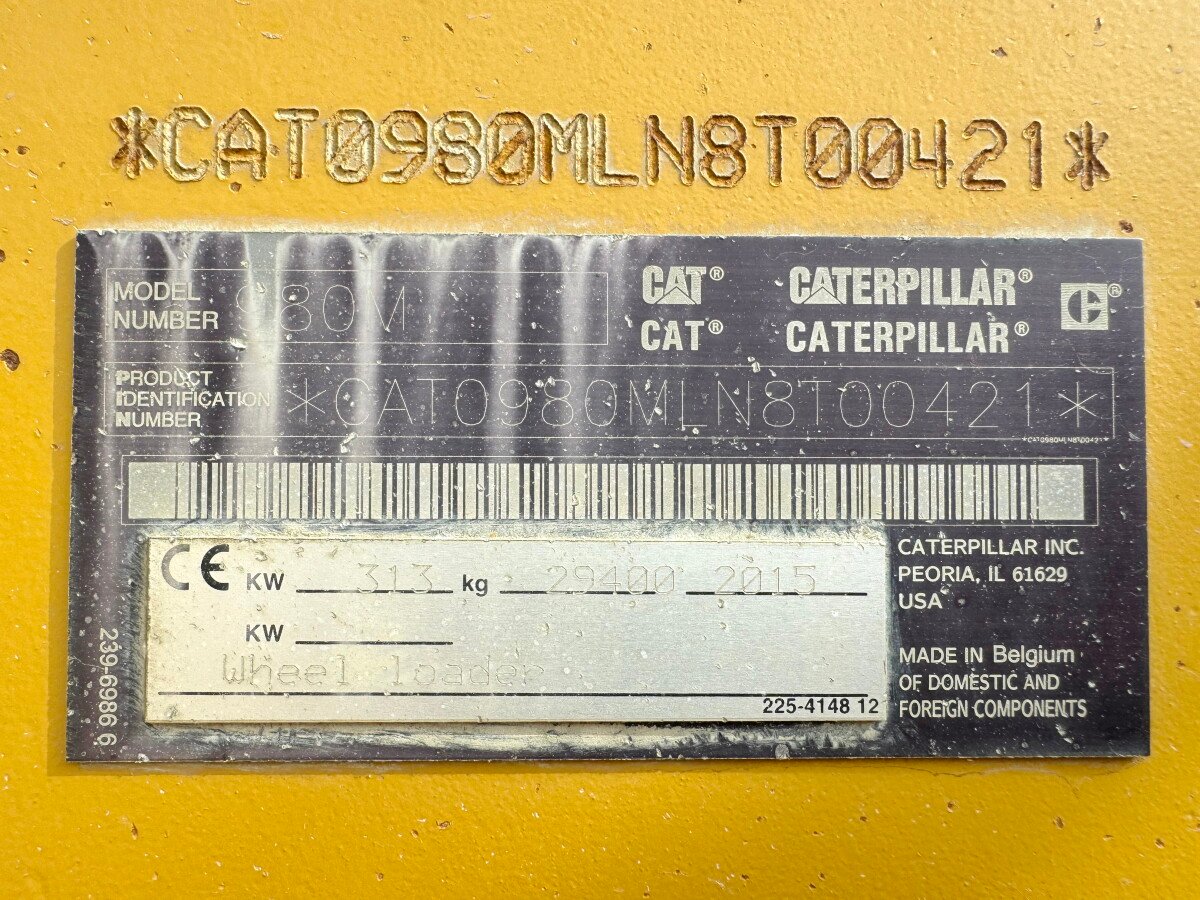 *CAT0980MLN8T00421*
MODEL NUMBER 980M
CAT® CATERPILLAR®
CAT® CATERPILLAR®
PRODUCT IDENTIFICATION NUMBER *CAT0980MLN8T00421*
*CAT0980MLN8T00421*
CE KW 313 kg 29400 2015
KW
Wheel loader
225-4148 12
239-6986 6
CATERPILLAR INC.
PEORIA, IL 61629
USA
MADE IN Belgium
OF DOMESTIC AND
FOREIGN COMPONENTS